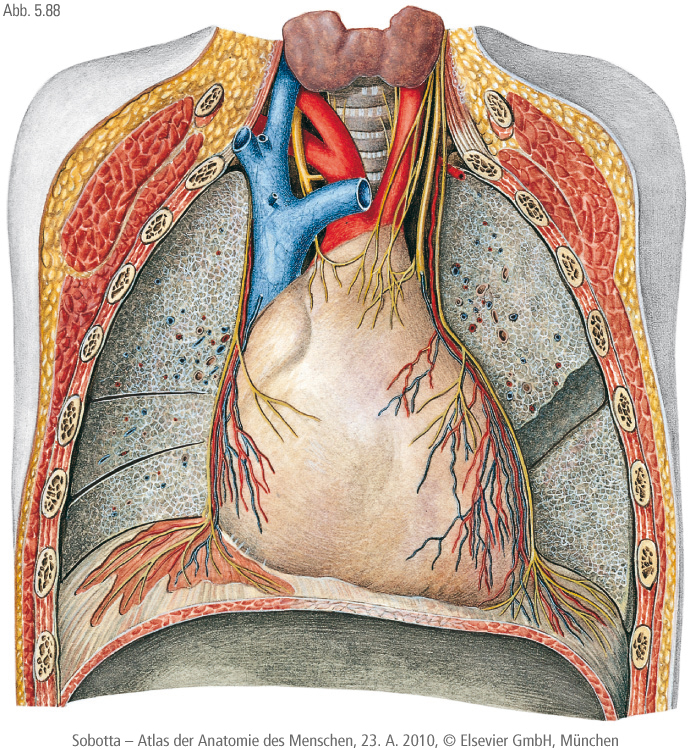 Abb. 5.88
Sobotta – Atlas der Anatomie des Menschen, 23. A. 2010, © Elsevier GmbH, München